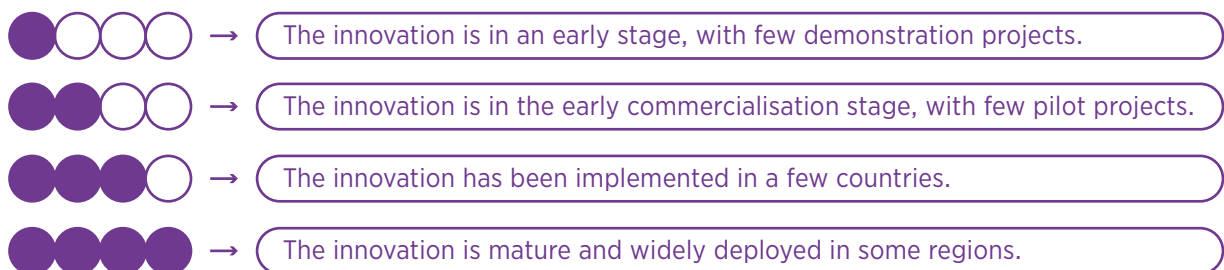 The innovation is in an early stage, with few demonstration projects.
The innovation is in the early commercialisation stage, with few pilot projects.
The innovation has been implemented in a few countries.
The innovation is mature and widely deployed in some regions.